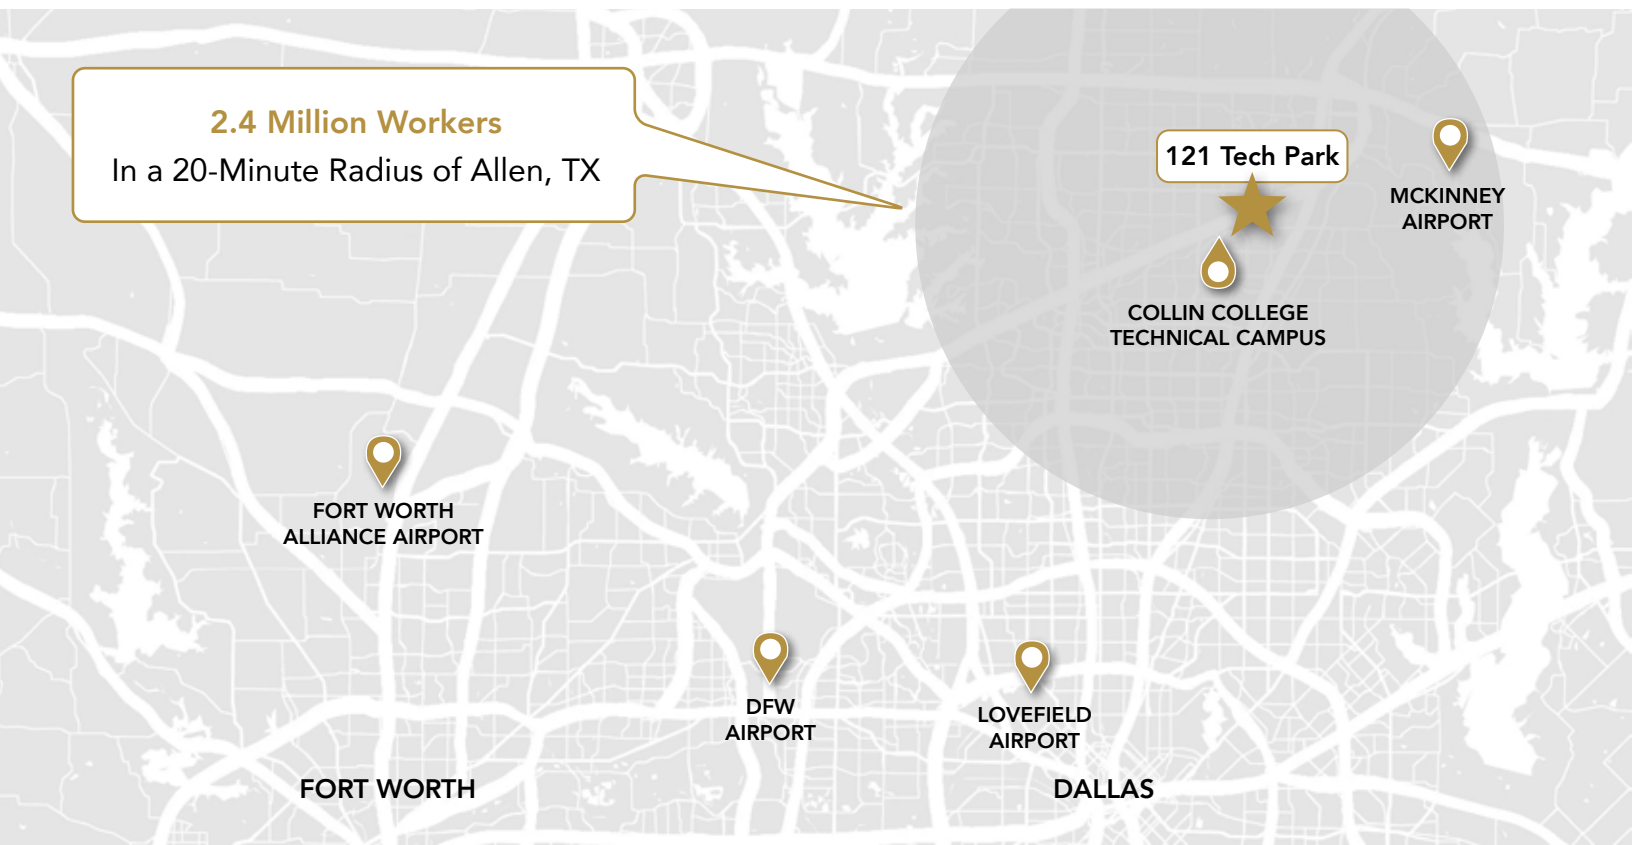 2.4 Million Workers
In a 20-Minute Radius of Allen, TX
121 Tech Park
MCKINNEY
AIRPORT
COLLIN COLLEGE
TECHNICAL CAMPUS
FORT WORTH
ALLIANCE AIRPORT
DFW
AIRPORT
LOVEFIELD
AIRPORT
FORT WORTH
DALLAS